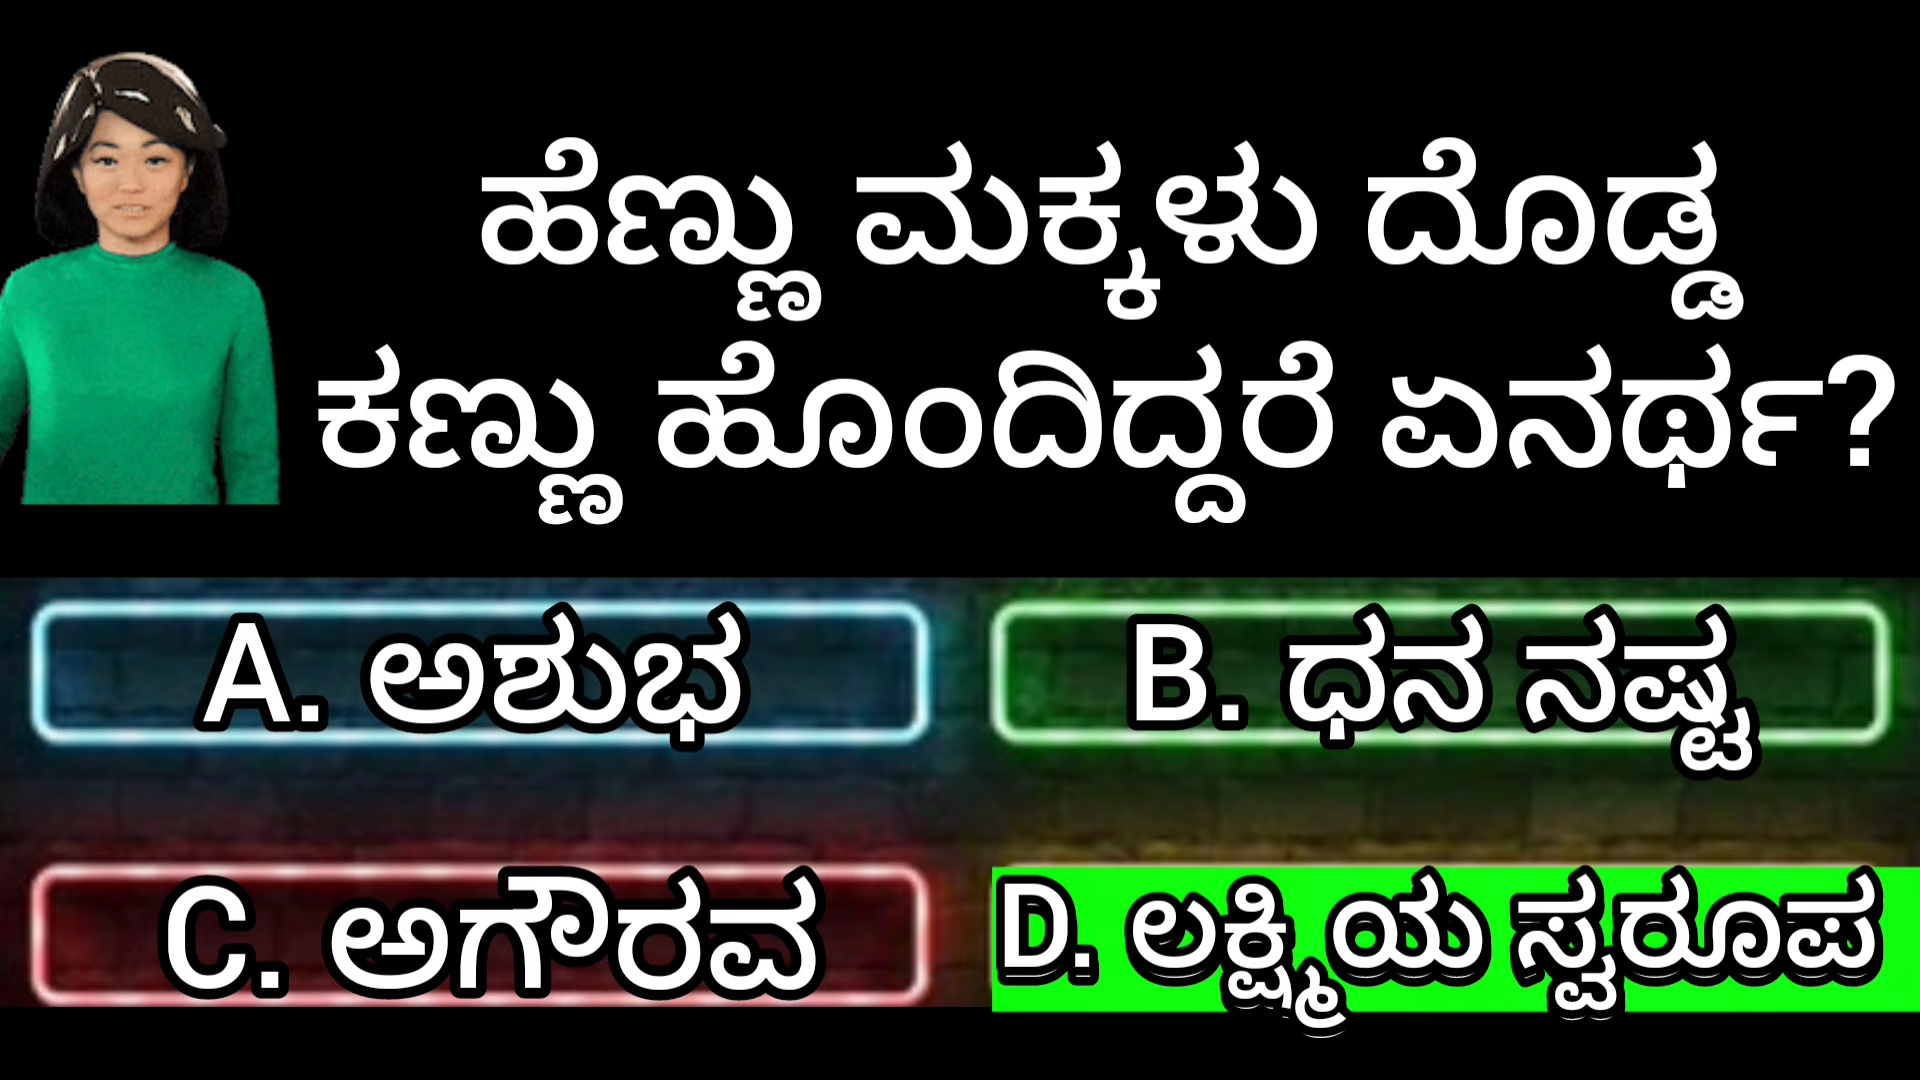 ಹೆಣ್ಣು ಮಕ್ಕಳು ದೊಡ್ಡ
ಕಣ್ಣು ಹೊಂದಿದ್ದರೆ ಏನರ್ಥ?
A. ಅಶುಭ
B. ಧನ ನಷ್ಟ
C. ಅಗೌರವ
D. ಲಕ್ಷ್ಮಿಯ ಸ್ವರೂಪ